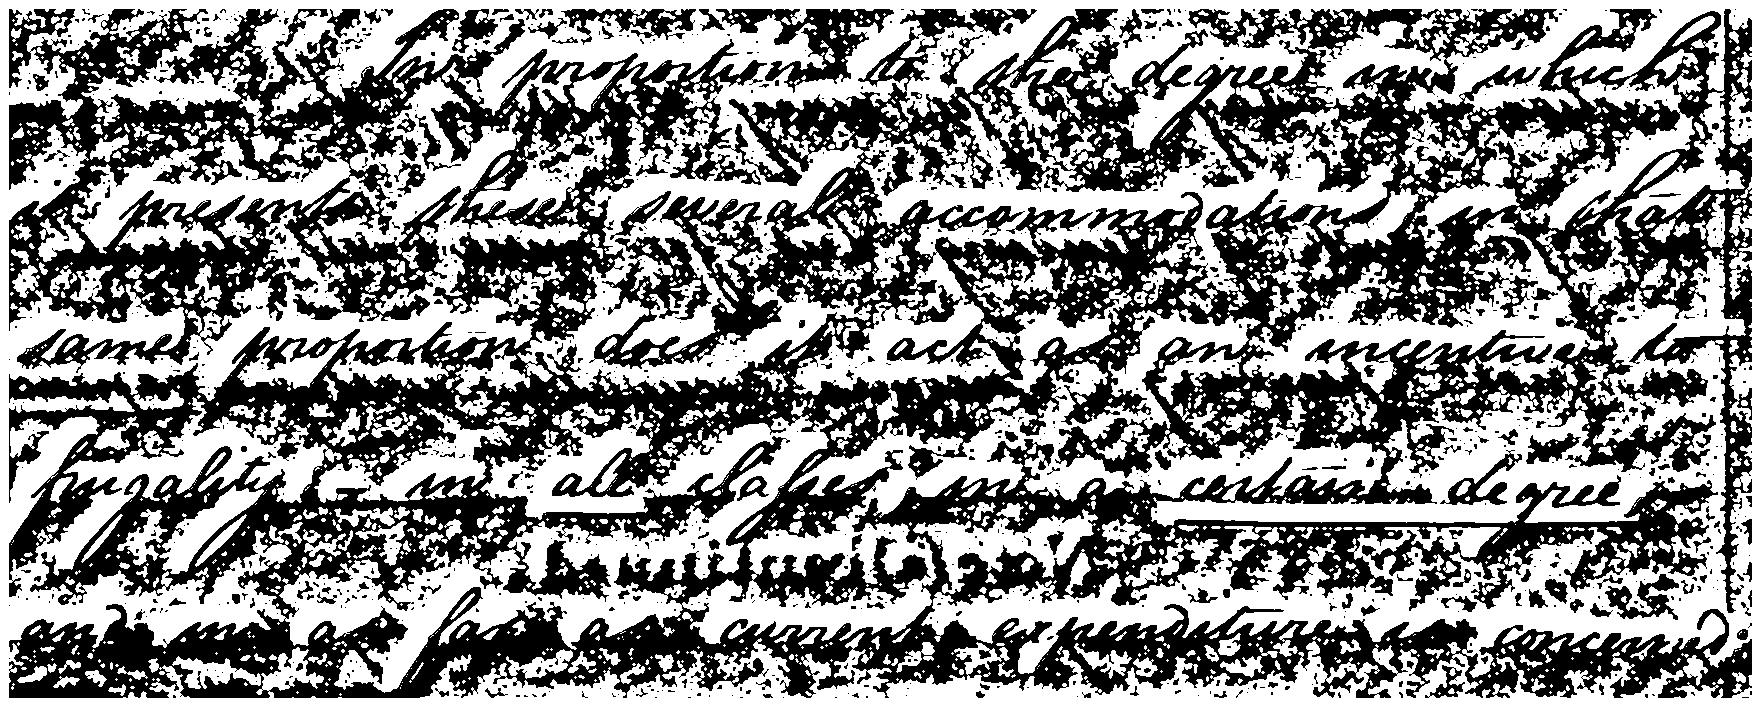 In proportion to the degree in which
it presents these several accommodations, in that
same proportion does it act as an incentive to
frugality: - in all classes in a certain degree
and in as far as current expenditure is concerned.